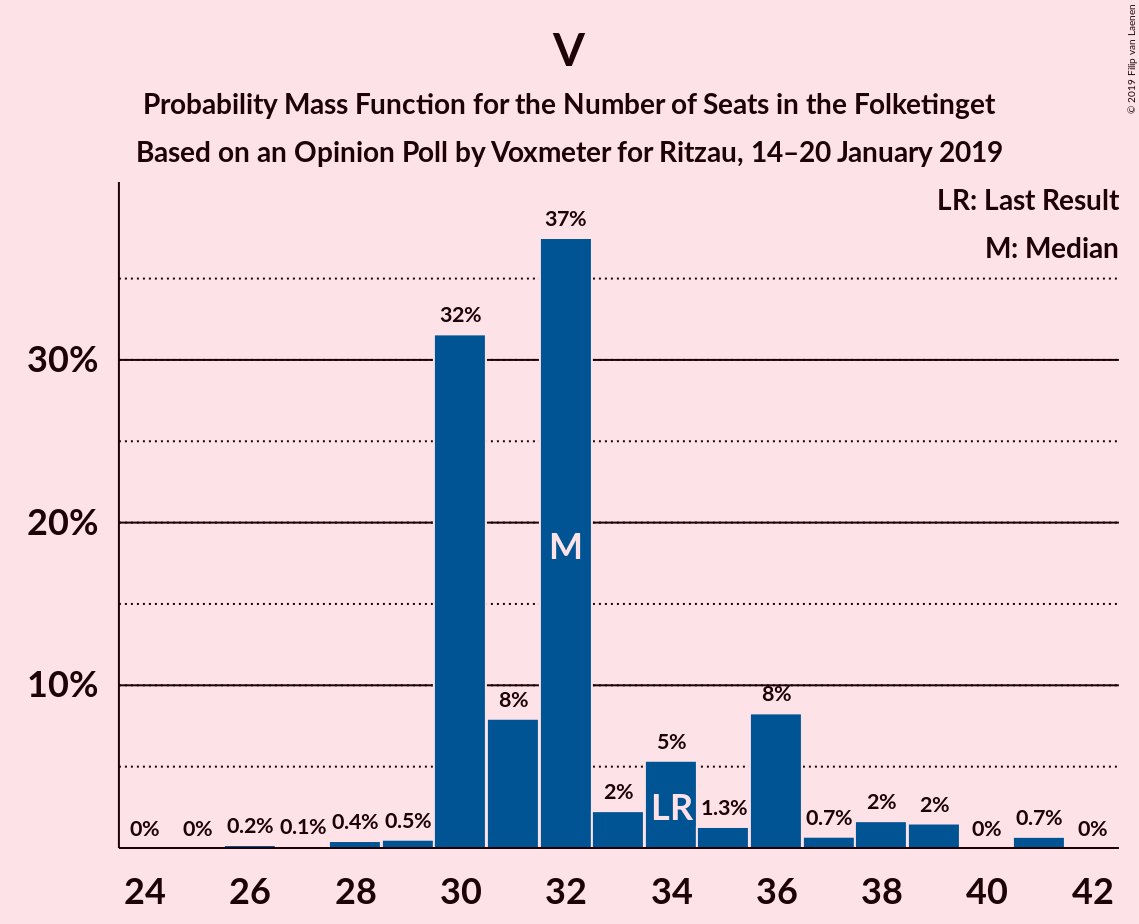 V
Probability Mass Function for the Number of Seats in the Folketinget
Based on an Opinion Poll by Voxmeter for Ritzau, 14–20 January 2019
© 2019 Filip van Laenen
LR: Last Result
M: Median
30%
20%
10%
0%
0%
0.2%
0.1%
0.4%
0.5%
32%
8%
37%
2%
5%
1.3%
8%
0.7%
2%
2%
0%
0.7%
0%
M
LR
24 26 28 30 32 34 36 38 40 42